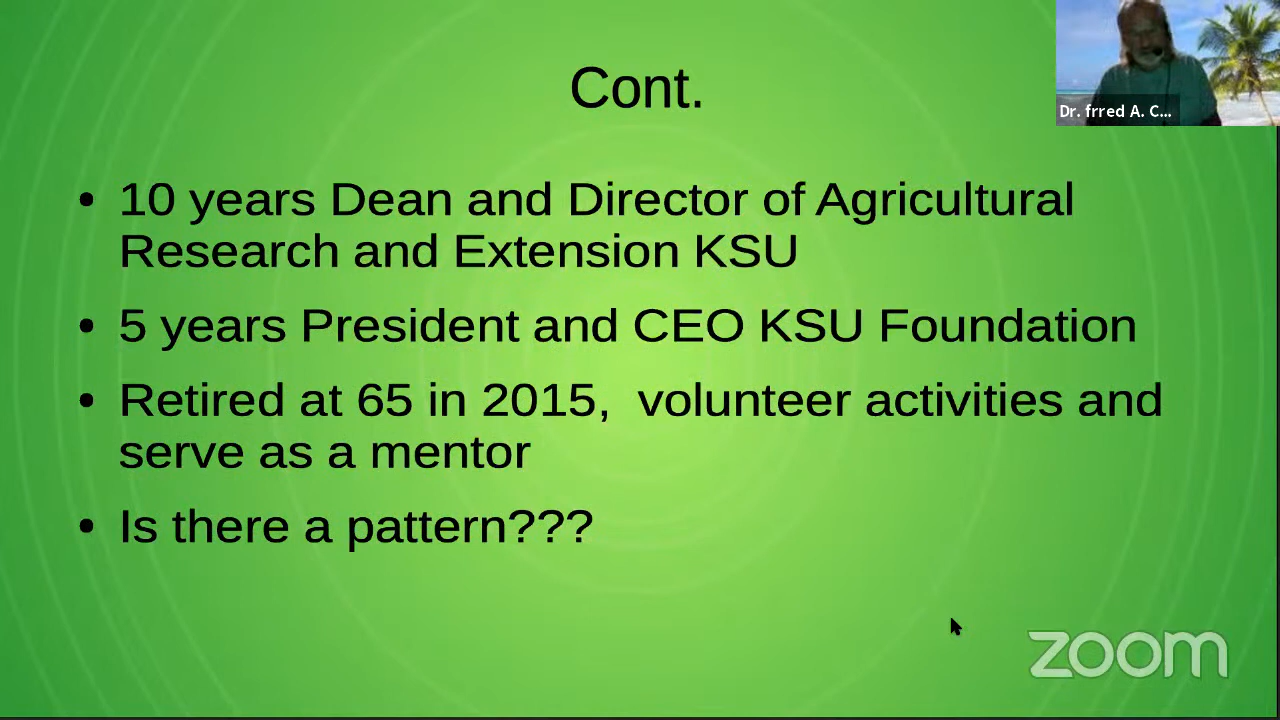 Cont.
Dr. frred A. C...
• 10 years Dean and Director of Agricultural
Research and Extension KSU
• 5 years President and CEO KSU Foundation
• Retired at 65 in 2015,  volunteer activities and
serve as a mentor
• Is there a pattern???
zoom